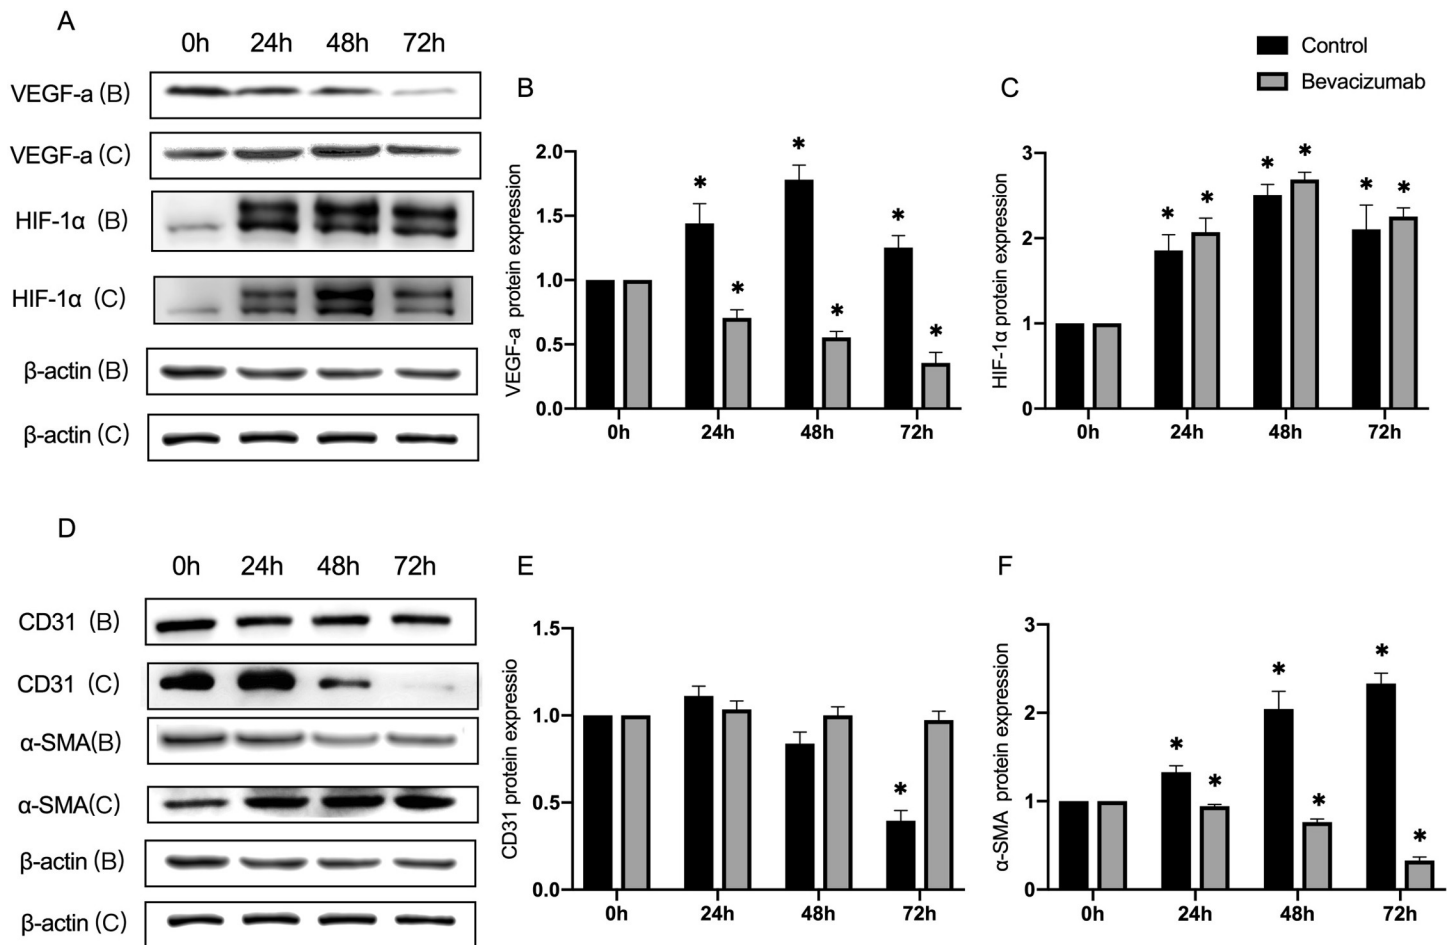 A
0h 24h 48h 72h
VEGF-a (B)
VEGF-a (C)
HIF-1α (B)
HIF-1α (C)
β-actin (B)
β-actin (C)
B
VEGF-a protein expression
2.0
1.5
1.0
0.5
0.0
* * * * * *
0h 24h 48h 72h
Control
Bevacizumab
C
HIF-1α protein expression
3
2
1
0
* * * * * *
0h 24h 48h 72h
D
0h 24h 48h 72h
CD31 (B)
CD31 (C)
α-SMA(B)
α-SMA(C)
β-actin (B)
β-actin (C)
E
CD31 protein expressio
1.5
1.0
0.5
0.0
*
0h 24h 48h 72h
F
α-SMA protein expression
3
2
1
0
* * * * * *
0h 24h 48h 72h